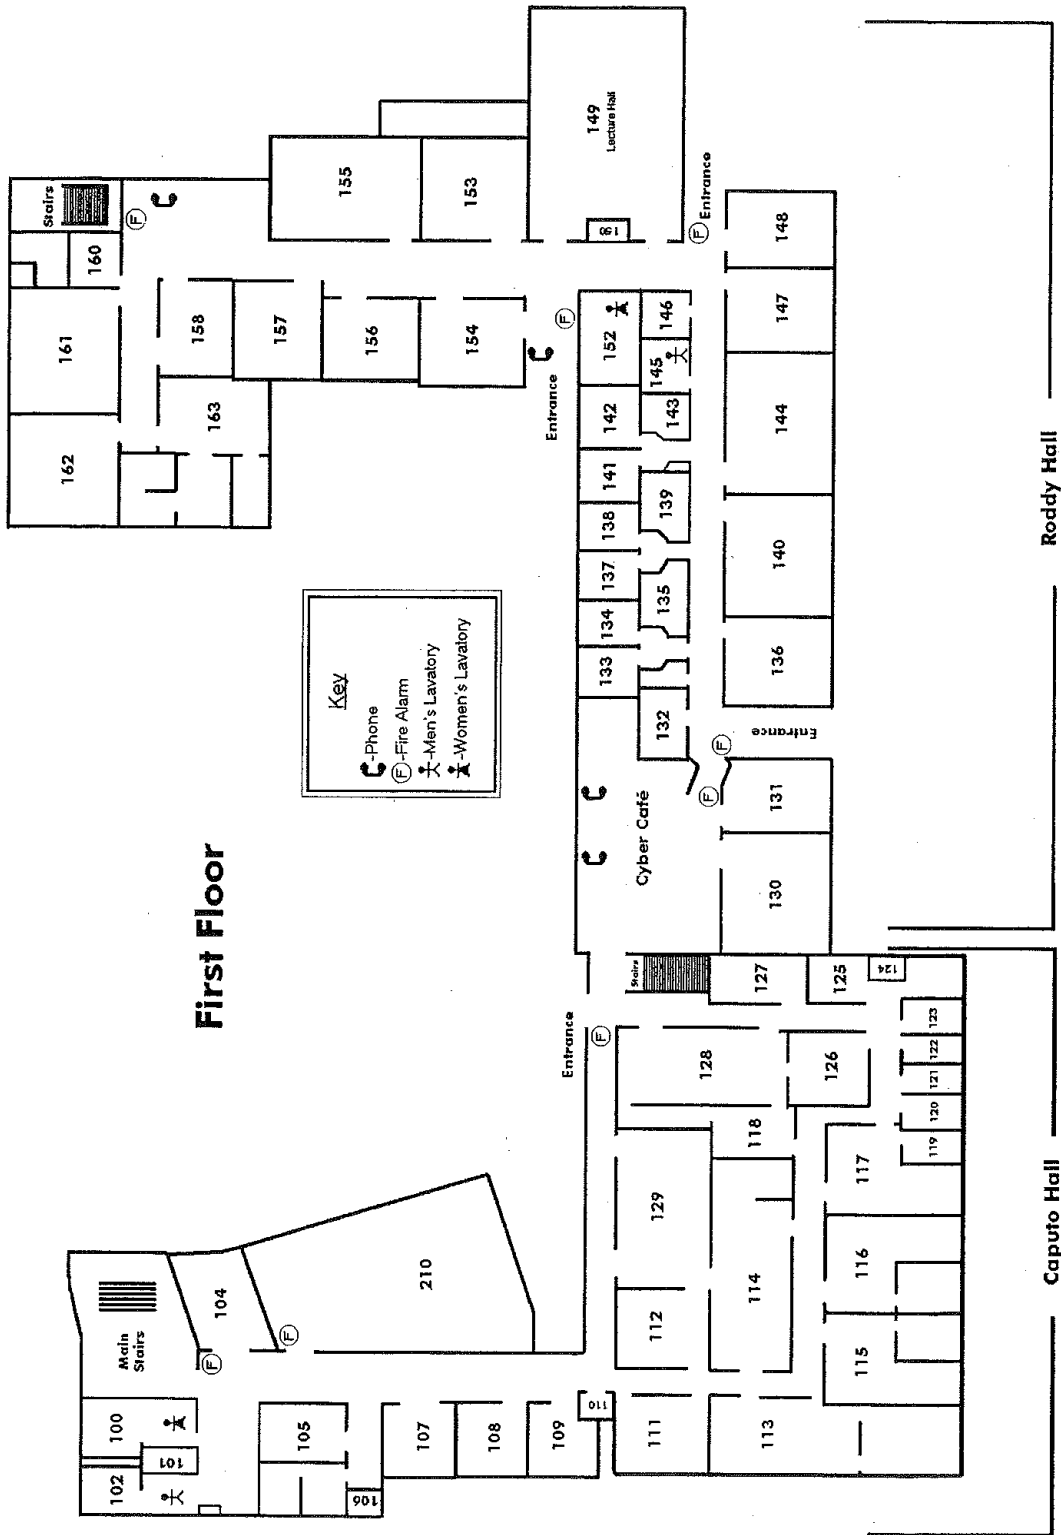 First Floor
Key
-Phone
(F)-Fire Alarm
-Men's Lavatory
-Women's Lavatory
Main
Stairs
100
101
102
104
105
106
107
108
109
110
210
111
112
113
114
115
116
117
118
119
120
121
122
123
124
125
126
127
128
129
Stairs
Entrance
F
F
F
130
131
Cyber Café
F
F
Entrance
132
133
134
135
136
137
138
139
140
141
142
143
144
145
146
147
148
152
F
Entrance
F
Entrance
149
Lecture Hall
150
153
154
155
156
157
158
160
161
162
163
Stairs
F
Caputo Hall
Roddy Hall